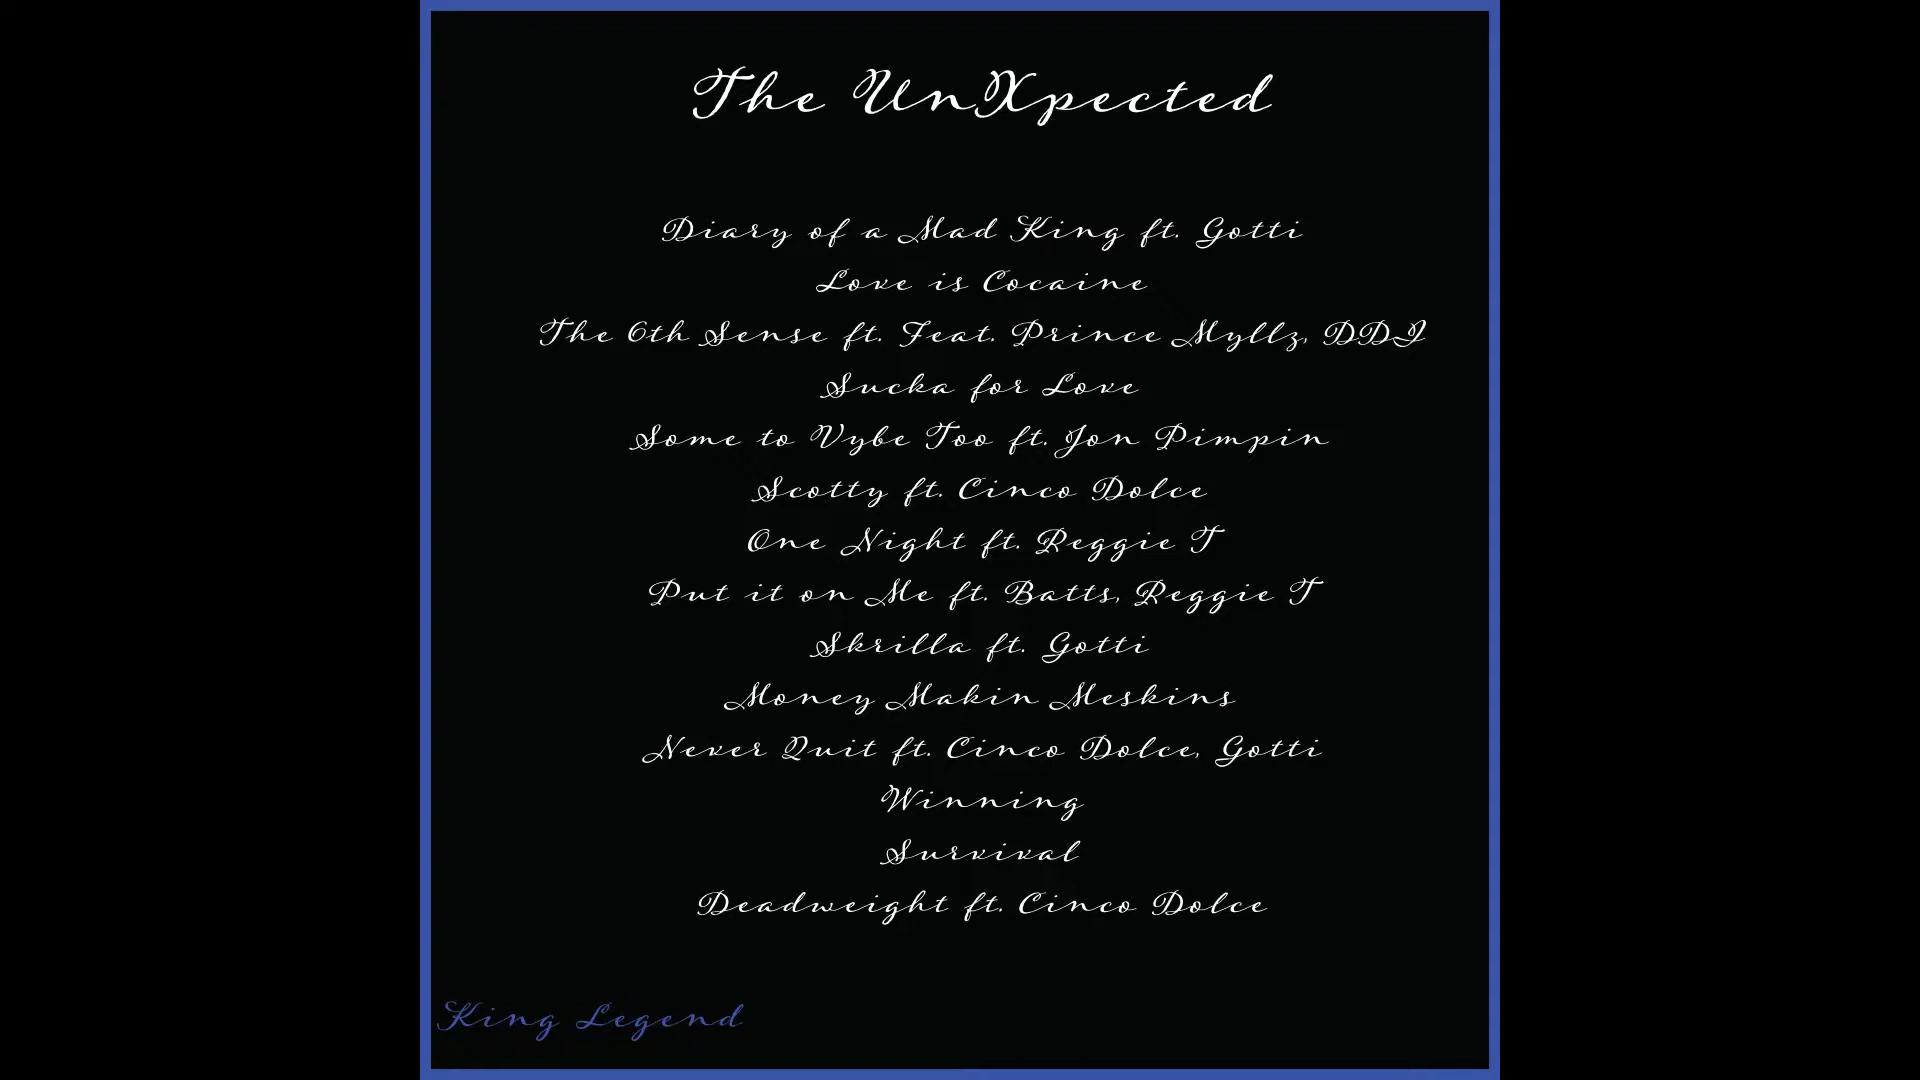 The UnXpected
Diary of a Mad King ft. Gotti
Love is Cocaine
The 6th Sense ft. Feat. Prince Myllz, DDJ
Sucka for Love
Some to Vybe Too ft. Jon Pimpin
Scotty ft. Cinco Dolce
One Night ft. Reggie T
Put it on Me ft. Batts, Reggie T
Skrilla ft. Gotti
Money Makin Meskins
Never Quit ft. Cinco Dolce, Gotti
Winning
Survival
Deadweight ft. Cinco Dolce
King Legend